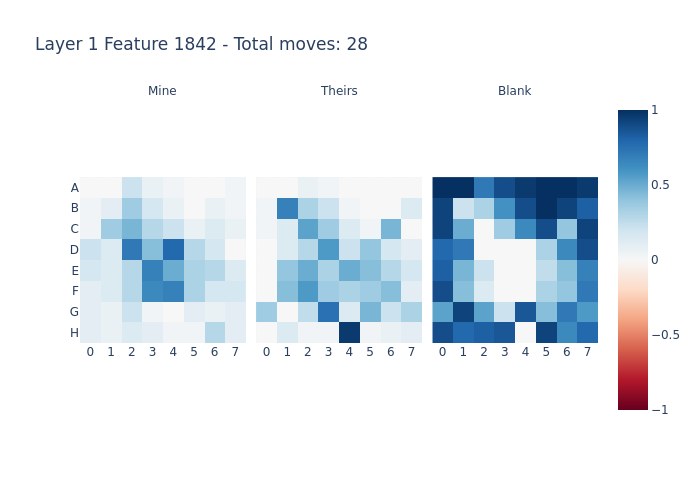 Layer 1 Feature 1842 - Total moves: 28
Mine Theirs Blank
A
B
C
D
E
F
G
H
0 1 2 3 4 5 6 7 0 1 2 3 4 5 6 7 0 1 2 3 4 5 6 7
1
0.5
0
−0.5
−1